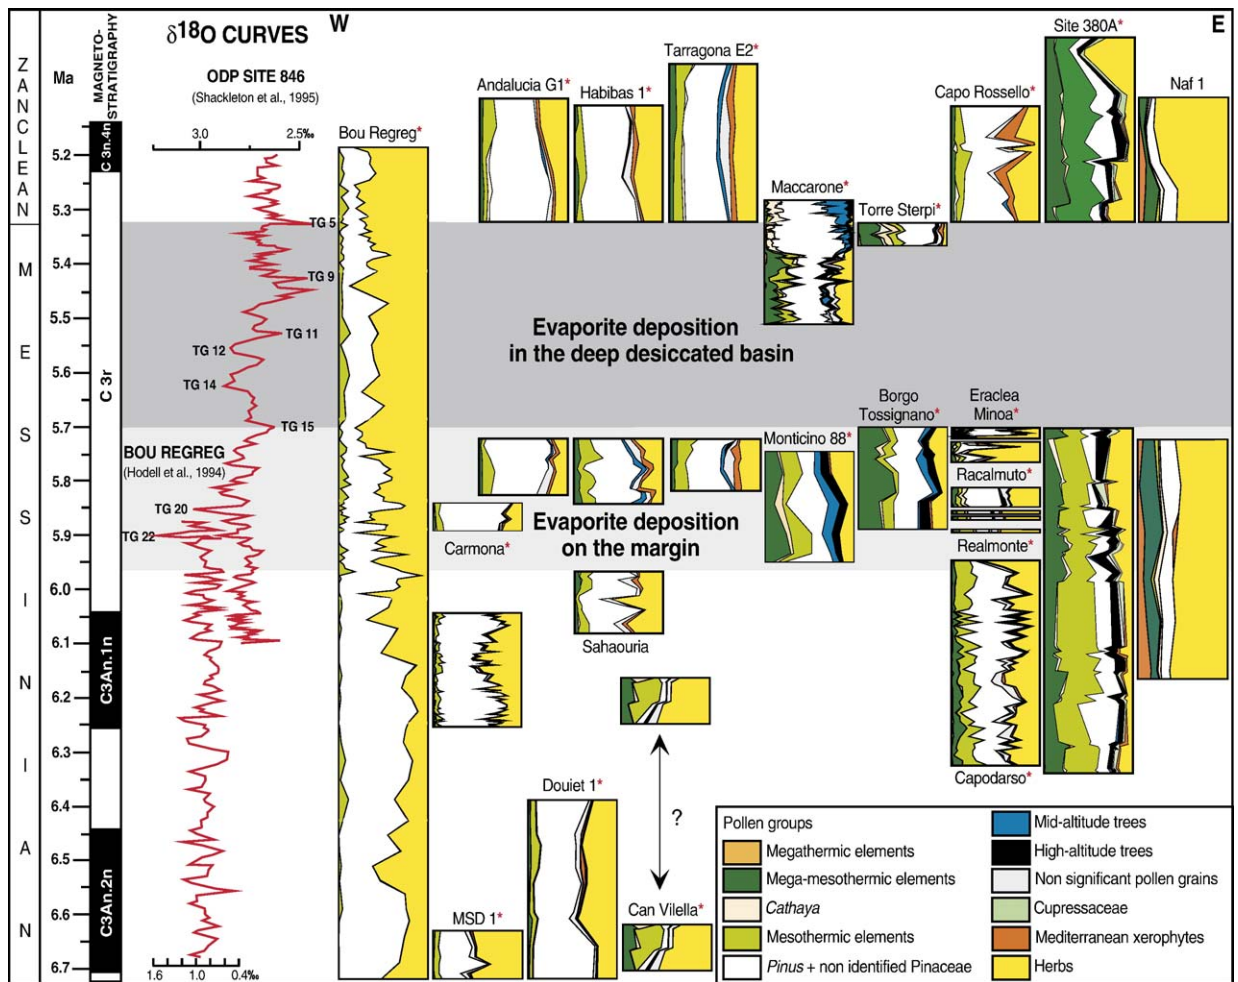 W
E
δ18O CURVES
ODP SITE 846
(Shackleton et al., 1995)
3.0
2.5‰
Ma
MAGNETO-
STRATIGRAPHY
ZANCLEAN
MESSINIAN
5.2
5.3
5.4
5.5
5.6
5.7
5.8
5.9
6.0
6.1
6.2
6.3
6.4
6.5
6.6
6.7
C 3n.4n
C 3r
C3An.1n
C3An.2n
TG 5
TG 9
TG 11
TG 12
TG 14
TG 15
BOU REGREG
(Hodell et al., 1994)
TG 20
TG 22
1.6
1.0
0.4‰
Bou Regreg*
Andalucia G1*
Habibas 1*
Tarragona E2*
Maccarone*
Torre Sterpi*
Capo Rossello*
Site 380A*
Naf 1
Evaporite deposition
in the deep desiccated basin
Carmona*
Evaporite deposition
on the margin
Monticino 88*
Borgo
Tossignano*
Eraclea
Minoa*
Racalmuto*
Realmonte*
Sahaouria
Capodarso*
MSD 1*
Douiet 1*
?
Can Vilella*
Pollen groups
Megathermic elements
Mega-mesothermic elements
Cathaya
Mesothermic elements
Pinus + non identified Pinaceae
Mid-altitude trees
High-altitude trees
Non significant pollen grains
Cupressaceae
Mediterranean xerophytes
Herbs